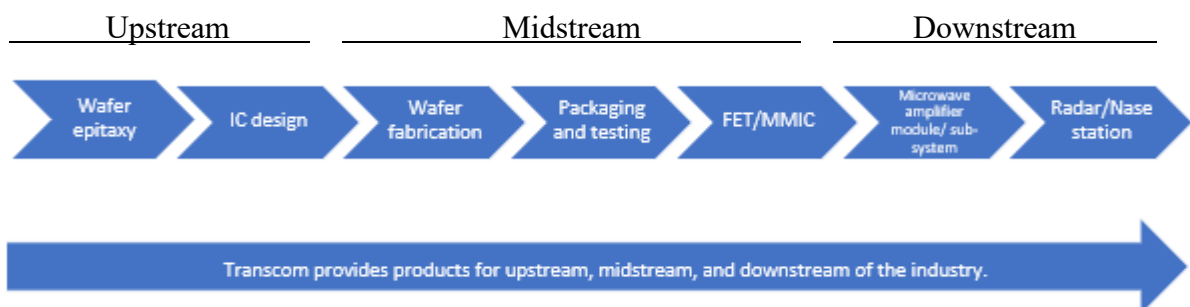 Upstream Midstream Downstream
Wafer
epitaxy
IC design
Wafer
fabrication
Packaging
and testing
FET/MMIC
Microwave
amplifier
module/ sub-
system
Radar/Nase
station
Transcom provides products for upstream, midstream, and downstream of the industry.